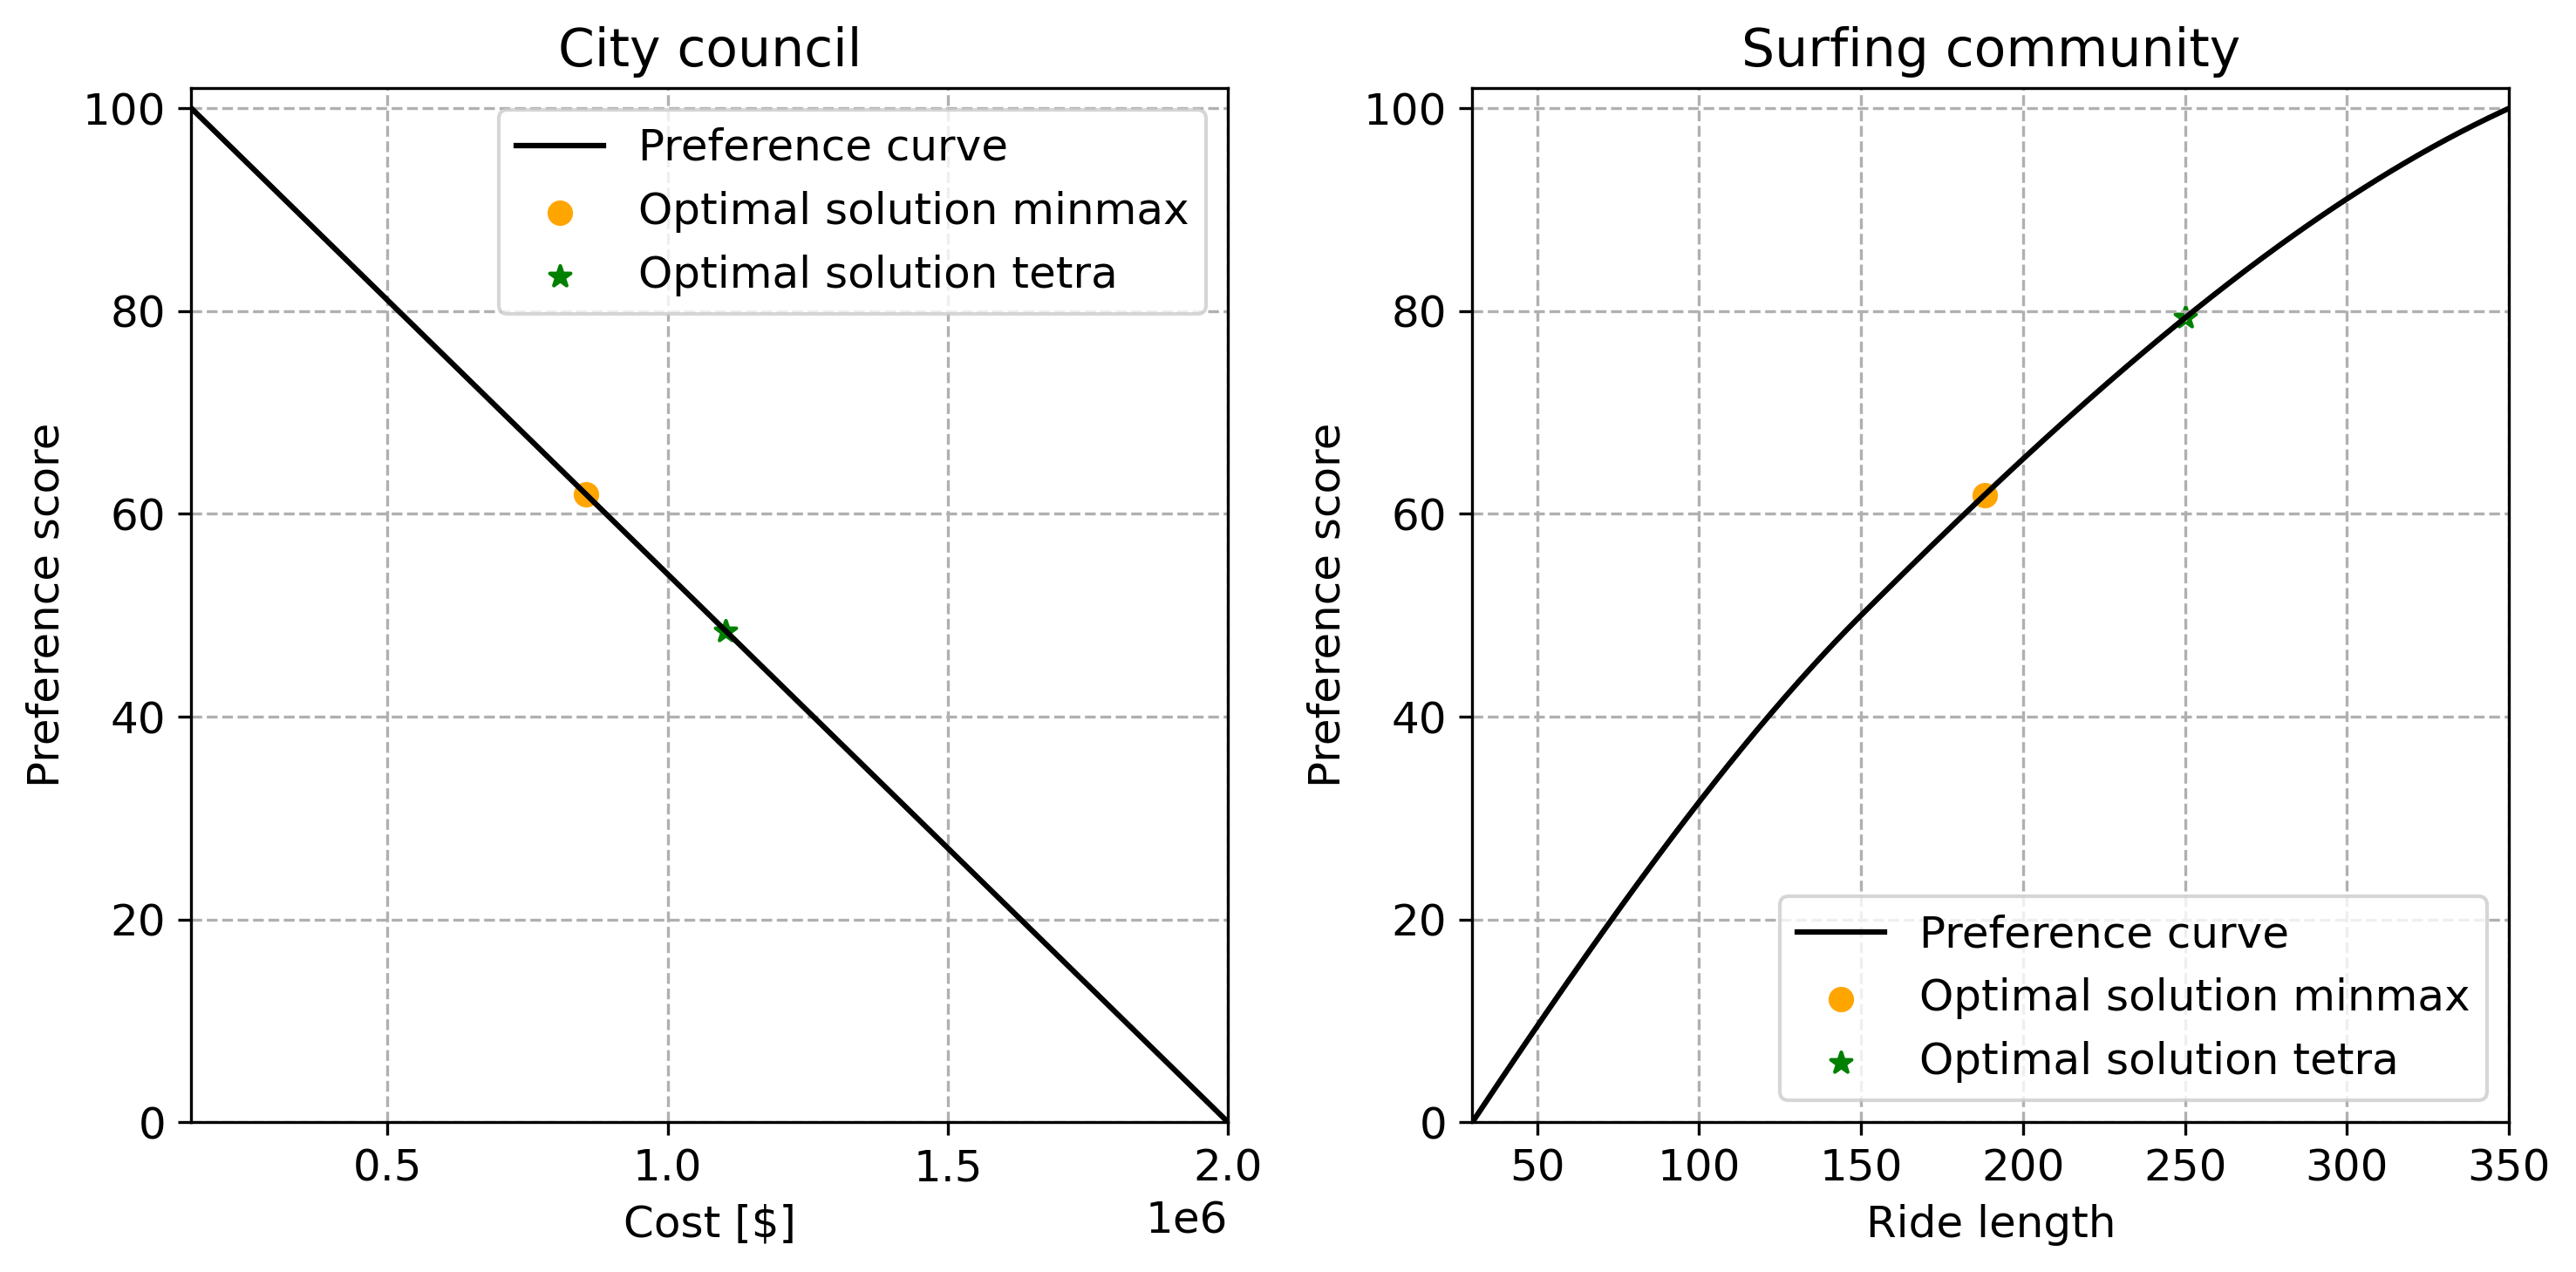 City council
100
80
60
40
20
0
Preference score
Preference curve
Optimal solution minmax
Optimal solution tetra
0.5 1.0 1.5 2.0
1e6
Cost [$]
Surfing community
100
80
60
40
20
0
Preference score
Preference curve
Optimal solution minmax
Optimal solution tetra
50 100 150 200 250 300 350
Ride length